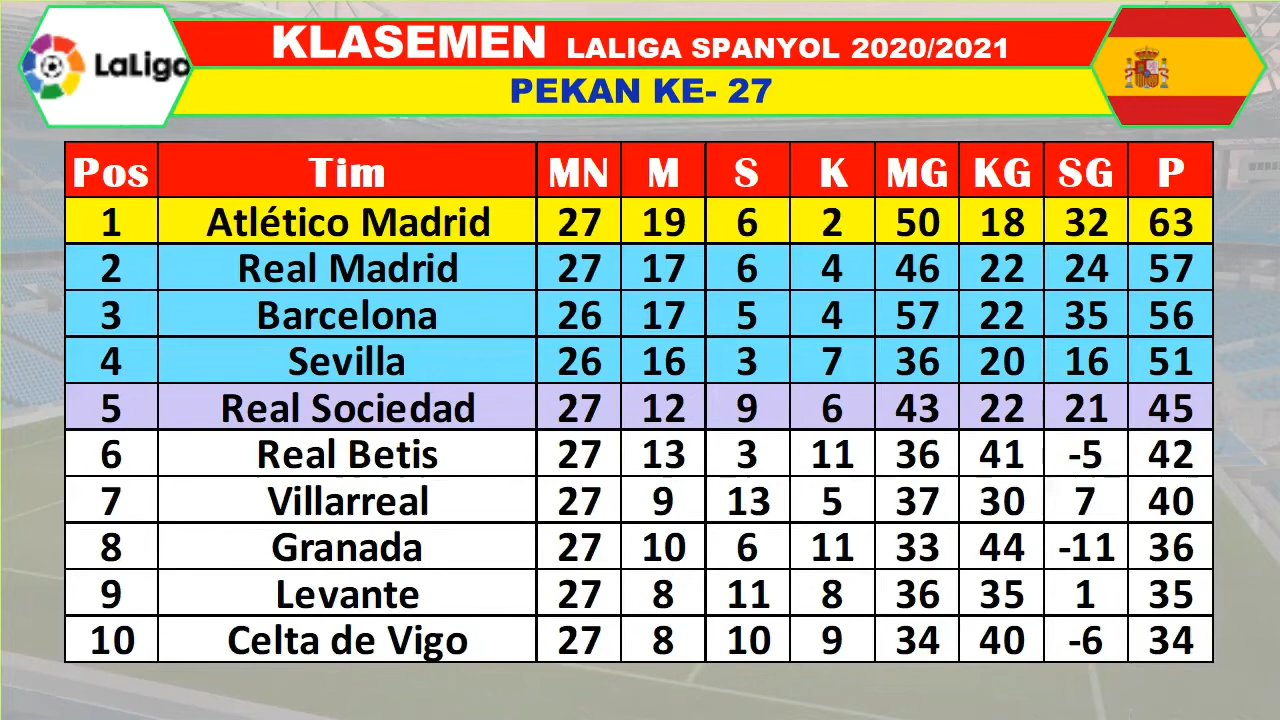 LaLiga
KLASEMEN LALIGA SPANYOL 2020/2021
PEKAN KE- 27
Pos Tim MN M S K MG KG SG P
1 Atlético Madrid 27 19 6 2 50 18 32 63
2 Real Madrid 27 17 6 4 46 22 24 57
3 Barcelona 26 17 5 4 57 22 35 56
4 Sevilla 26 16 3 7 36 20 16 51
5 Real Sociedad 27 12 9 6 43 22 21 45
6 Real Betis 27 13 3 11 36 41 -5 42
7 Villarreal 27 9 13 5 37 30 7 40
8 Granada 27 10 6 11 33 44 -11 36
9 Levante 27 8 11 8 36 35 1 35
10 Celta de Vigo 27 8 10 9 34 40 -6 34